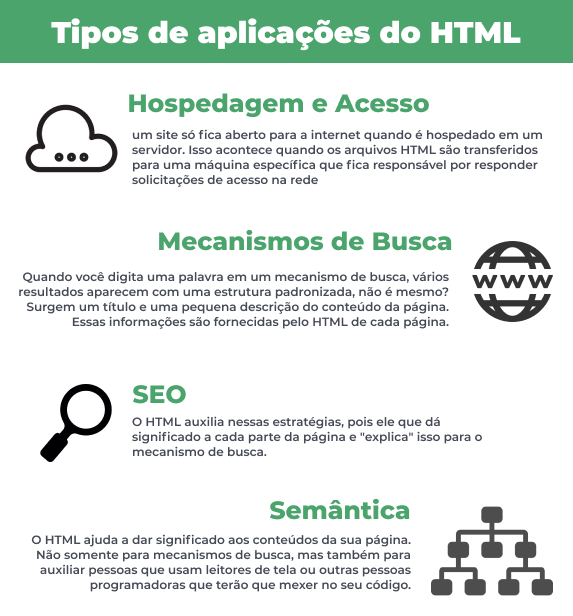 Tipos de aplicações do HTML
Hospedagem e Acesso
um site só fica aberto para a internet quando é hospedado em um
servidor. Isso acontece quando os arquivos HTML são transferidos
para uma máquina específica que fica responsável por responder
solicitações de acesso na rede
Mecanismos de Busca
Quando você digita uma palavra em um mecanismo de busca, vários
resultados aparecem com uma estrutura padronizada, não é mesmo?
Surgem um título e uma pequena descrição do conteúdo da página.
Essas informações são fornecidas pelo HTML de cada página.
www
SEO
O HTML auxilia nessas estratégias, pois ele que dá
significado a cada parte da página e "explica" isso para o
mecanismo de busca.
Semântica
O HTML ajuda a dar significado aos conteúdos da sua página.
Não somente para mecanismos de busca, mas também para
auxiliar pessoas que usam leitores de tela ou outras pessoas
programadoras que terão que mexer no seu código.